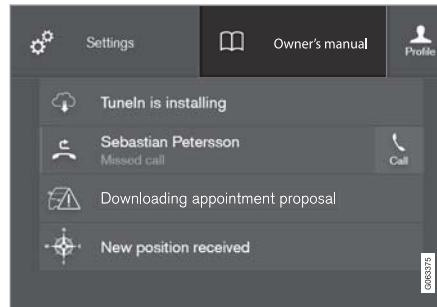 Settings
Owner's manual
Profile
TuneIn is installing
Sebastian Petersson
Missed call
Call
Downloading appointment proposal
New position received
G063375